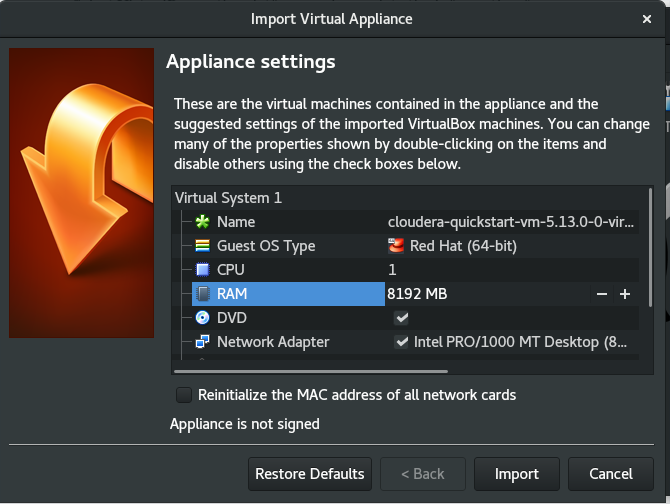 Import Virtual Appliance
Appliance settings
These are the virtual machines contained in the appliance and the
suggested settings of the imported VirtualBox machines. You can change
many of the properties shown by double-clicking on the items and
disable others using the check boxes below.
Virtual System 1
Name cloudera-quickstart-vm-5.13.0-0-vir...
Guest OS Type Red Hat (64-bit)
CPU 1
RAM 8192 MB
DVD
Network Adapter Intel PRO/1000 MT Desktop (8...
Reinitialize the MAC address of all network cards
Appliance is not signed
Restore Defaults < Back Import Cancel